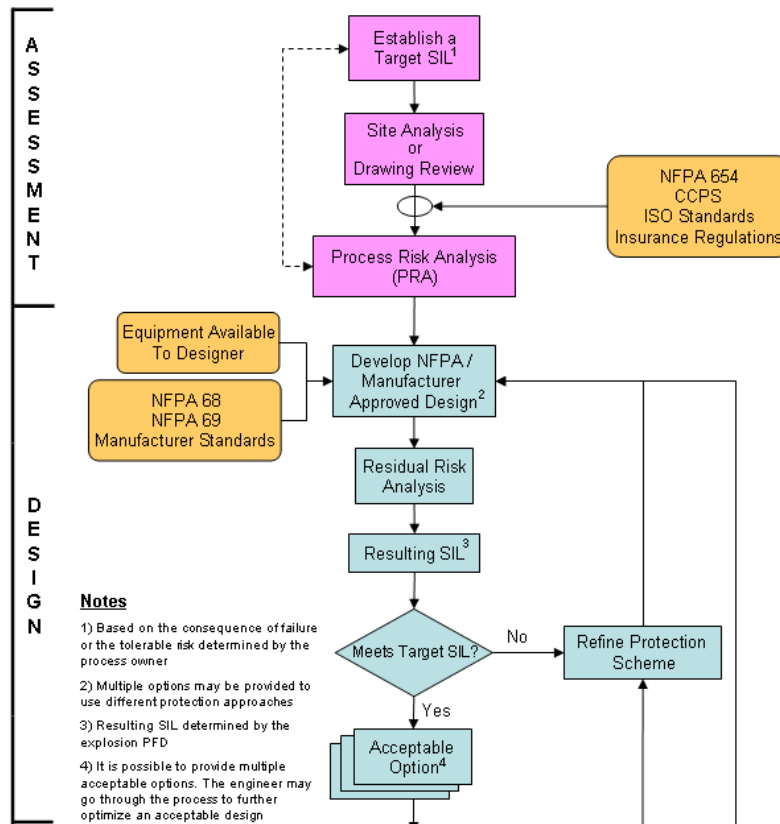 ASSESSMENT
Establish a
Target SIL1
Site Analysis
or
Drawing Review
NFPA 654
CCPS
ISO Standards
Insurance Regulations
Process Risk Analysis
(PRA)
DESIGN
Equipment Available
To Designer
NFPA 68
NFPA 69
Manufacturer Standards
Develop NFPA /
Manufacturer
Approved Design2
Residual Risk
Analysis
Resulting SIL3
Meets Target SIL?
No
Refine Protection
Scheme
Yes
Acceptable
Option4
Notes
1) Based on the consequence of failure
or the tolerable risk determined by the
process owner
2) Multiple options may be provided to
use different protection approaches
3) Resulting SIL determined by the
explosion PFD
4) It is possible to provide multiple
acceptable options. The engineer may
go through the process to further
optimize an acceptable design